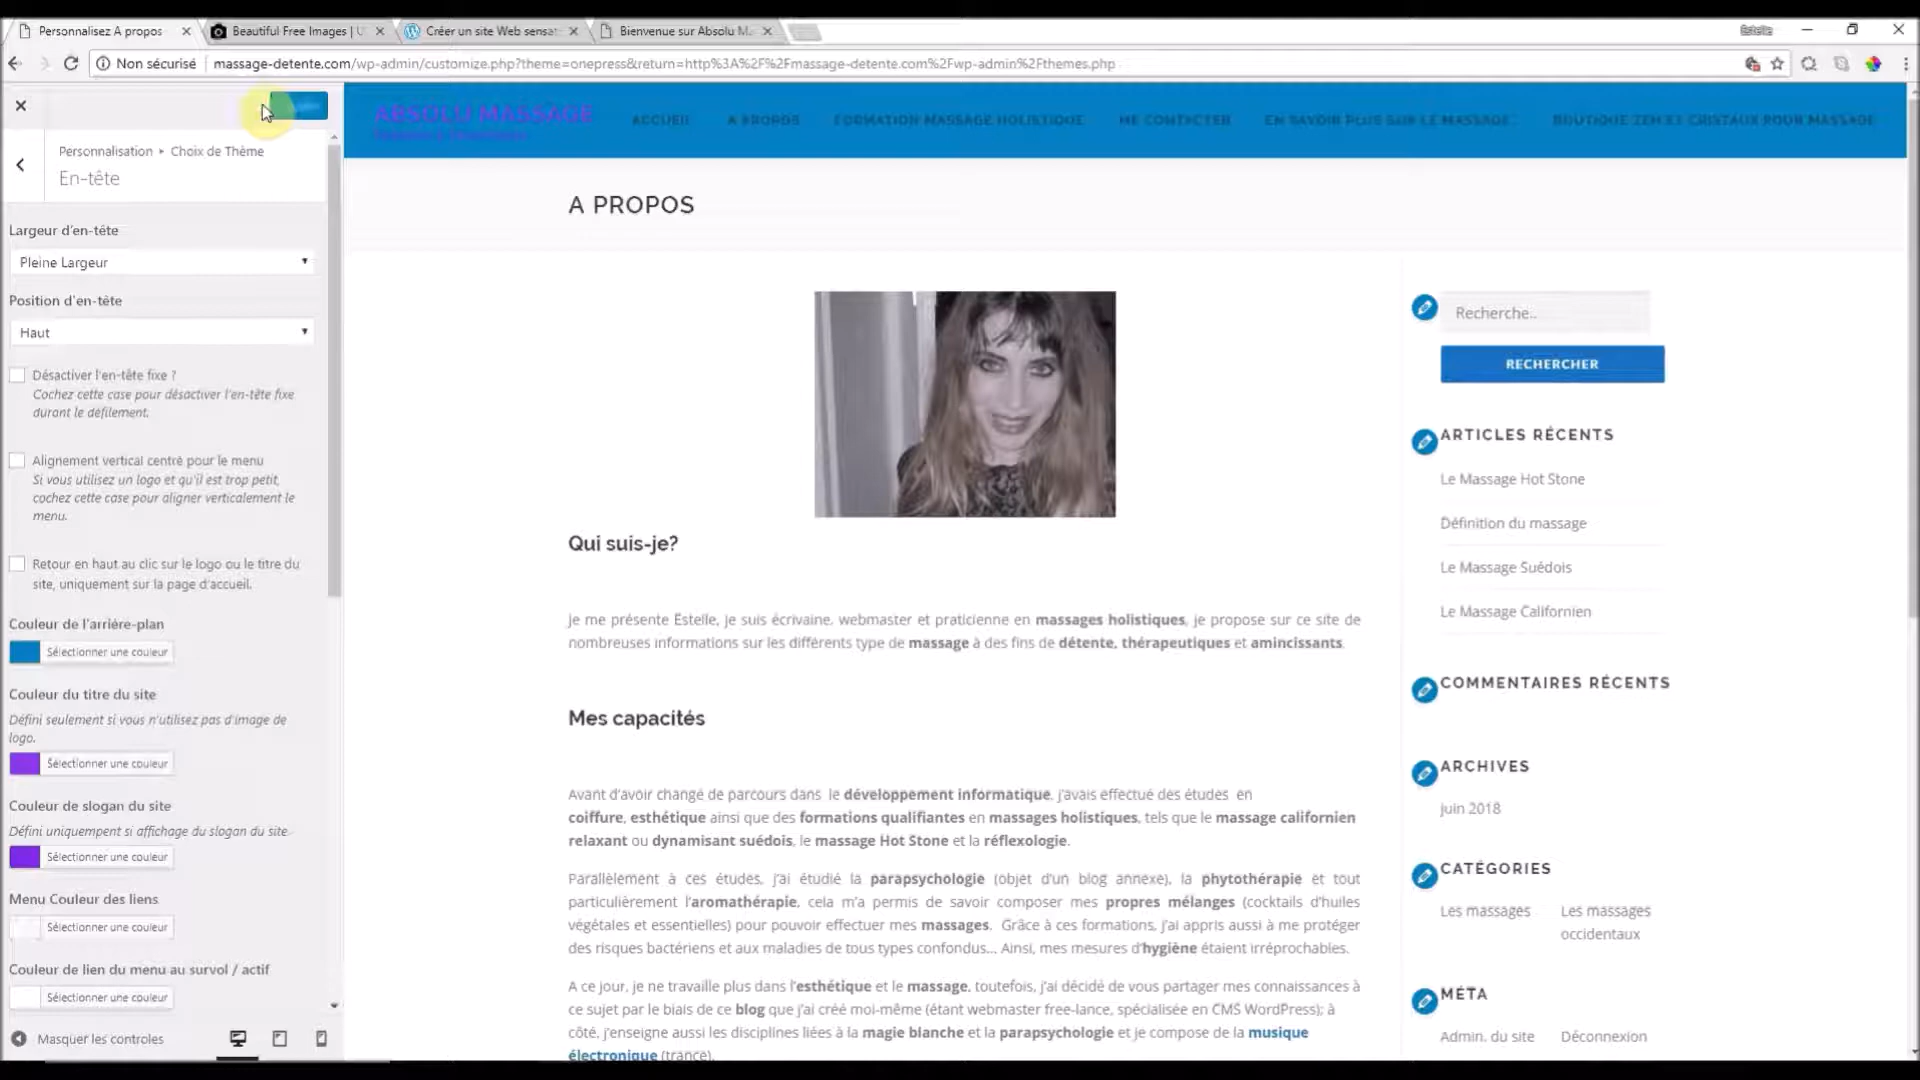 Personnalisez A propos
Beautiful Free Images | U
Créer un site Web sensat
Bienvenue sur Absolu Ma
Estelle
Non sécurisé massage-detente.com/wp-admin/customize.php?theme=onepress&return=http%3A%2F%2Fmassage-detente.com%2Fwp-admin%2Fthemes.php
Personnalisation ▸ Choix de Thème
En-tête
Largeur d'en-tête
Pleine Largeur
Position d'en-tête
Haut
Désactiver l'en-tête fixe ?
Cochez cette case pour désactiver l'en-tête fixe
durant le défilement.
Alignement vertical centré pour le menu
Si vous utilisez un logo et qu'il est trop petit,
cochez cette case pour aligner verticalement le
menu.
Retour en haut au clic sur le logo ou le titre du
site, uniquement sur la page d'accueil.
Couleur de l'arrière-plan
Sélectionner une couleur
Couleur du titre du site
Défini seulement si vous n'utilisez pas d'image de
logo.
Sélectionner une couleur
Couleur de slogan du site
Défini uniquempent si affichage du slogan du site.
Sélectionner une couleur
Menu Couleur des liens
Sélectionner une couleur
Couleur de lien du menu au survol / actif
Sélectionner une couleur
Masquer les controles
ABSOLU MASSAGE
ACCUEIL A PROPOS FORMATION MASSAGE HOLISTIQUE ME CONTACTER EN SAVOIR PLUS SUR LE MASSAGE BOUTIQUE ZEN ET CRISTAUX POUR MASSAGE
A PROPOS
Qui suis-je?
Je me présente Estelle, je suis écrivaine, webmaster et praticienne en massages holistiques, je propose sur ce site de
nombreuses informations sur les différents type de massage à des fins de détente, thérapeutiques et amincissants.
Mes capacités
Avant d'avoir changé de parcours dans le développement informatique, j'avais effectué des études en
coiffure, esthétique ainsi que des formations qualifiantes en massages holistiques, tels que le massage californien
relaxant ou dynamisant suédois, le massage Hot Stone et la réflexologie.
Parallèlement à ces études, j'ai étudié la parapsychologie (objet d'un blog annexe), la phytothérapie et tout
particulièrement l'aromathérapie, cela m'a permis de savoir composer mes propres mélanges (cocktails d'huiles
végétales et essentielles) pour pouvoir effectuer mes massages. Grâce à ces formations, j'ai appris aussi à me protéger
des risques bactériens et aux maladies de tous types confondus... Ainsi, mes mesures d'hygiène étaient irréprochables.
A ce jour, je ne travaille plus dans l'esthétique et le massage, toutefois, j'ai décidé de vous partager mes connaissances à
ce sujet par le biais de ce blog que j'ai créé moi-même (étant webmaster free-lance, spécialisée en CMS WordPress); à
côté, j'enseigne aussi les disciplines liées à la magie blanche et la parapsychologie et je compose de la musique
électronique (trance).
Recherche..
RECHERCHER
ARTICLES RÉCENTS
Le Massage Hot Stone
Définition du massage
Le Massage Suédois
Le Massage Californien
COMMENTAIRES RÉCENTS
ARCHIVES
juin 2018
CATÉGORIES
Les massages
Les massages
occidentaux
MÉTA
Admin. du site
Déconnexion